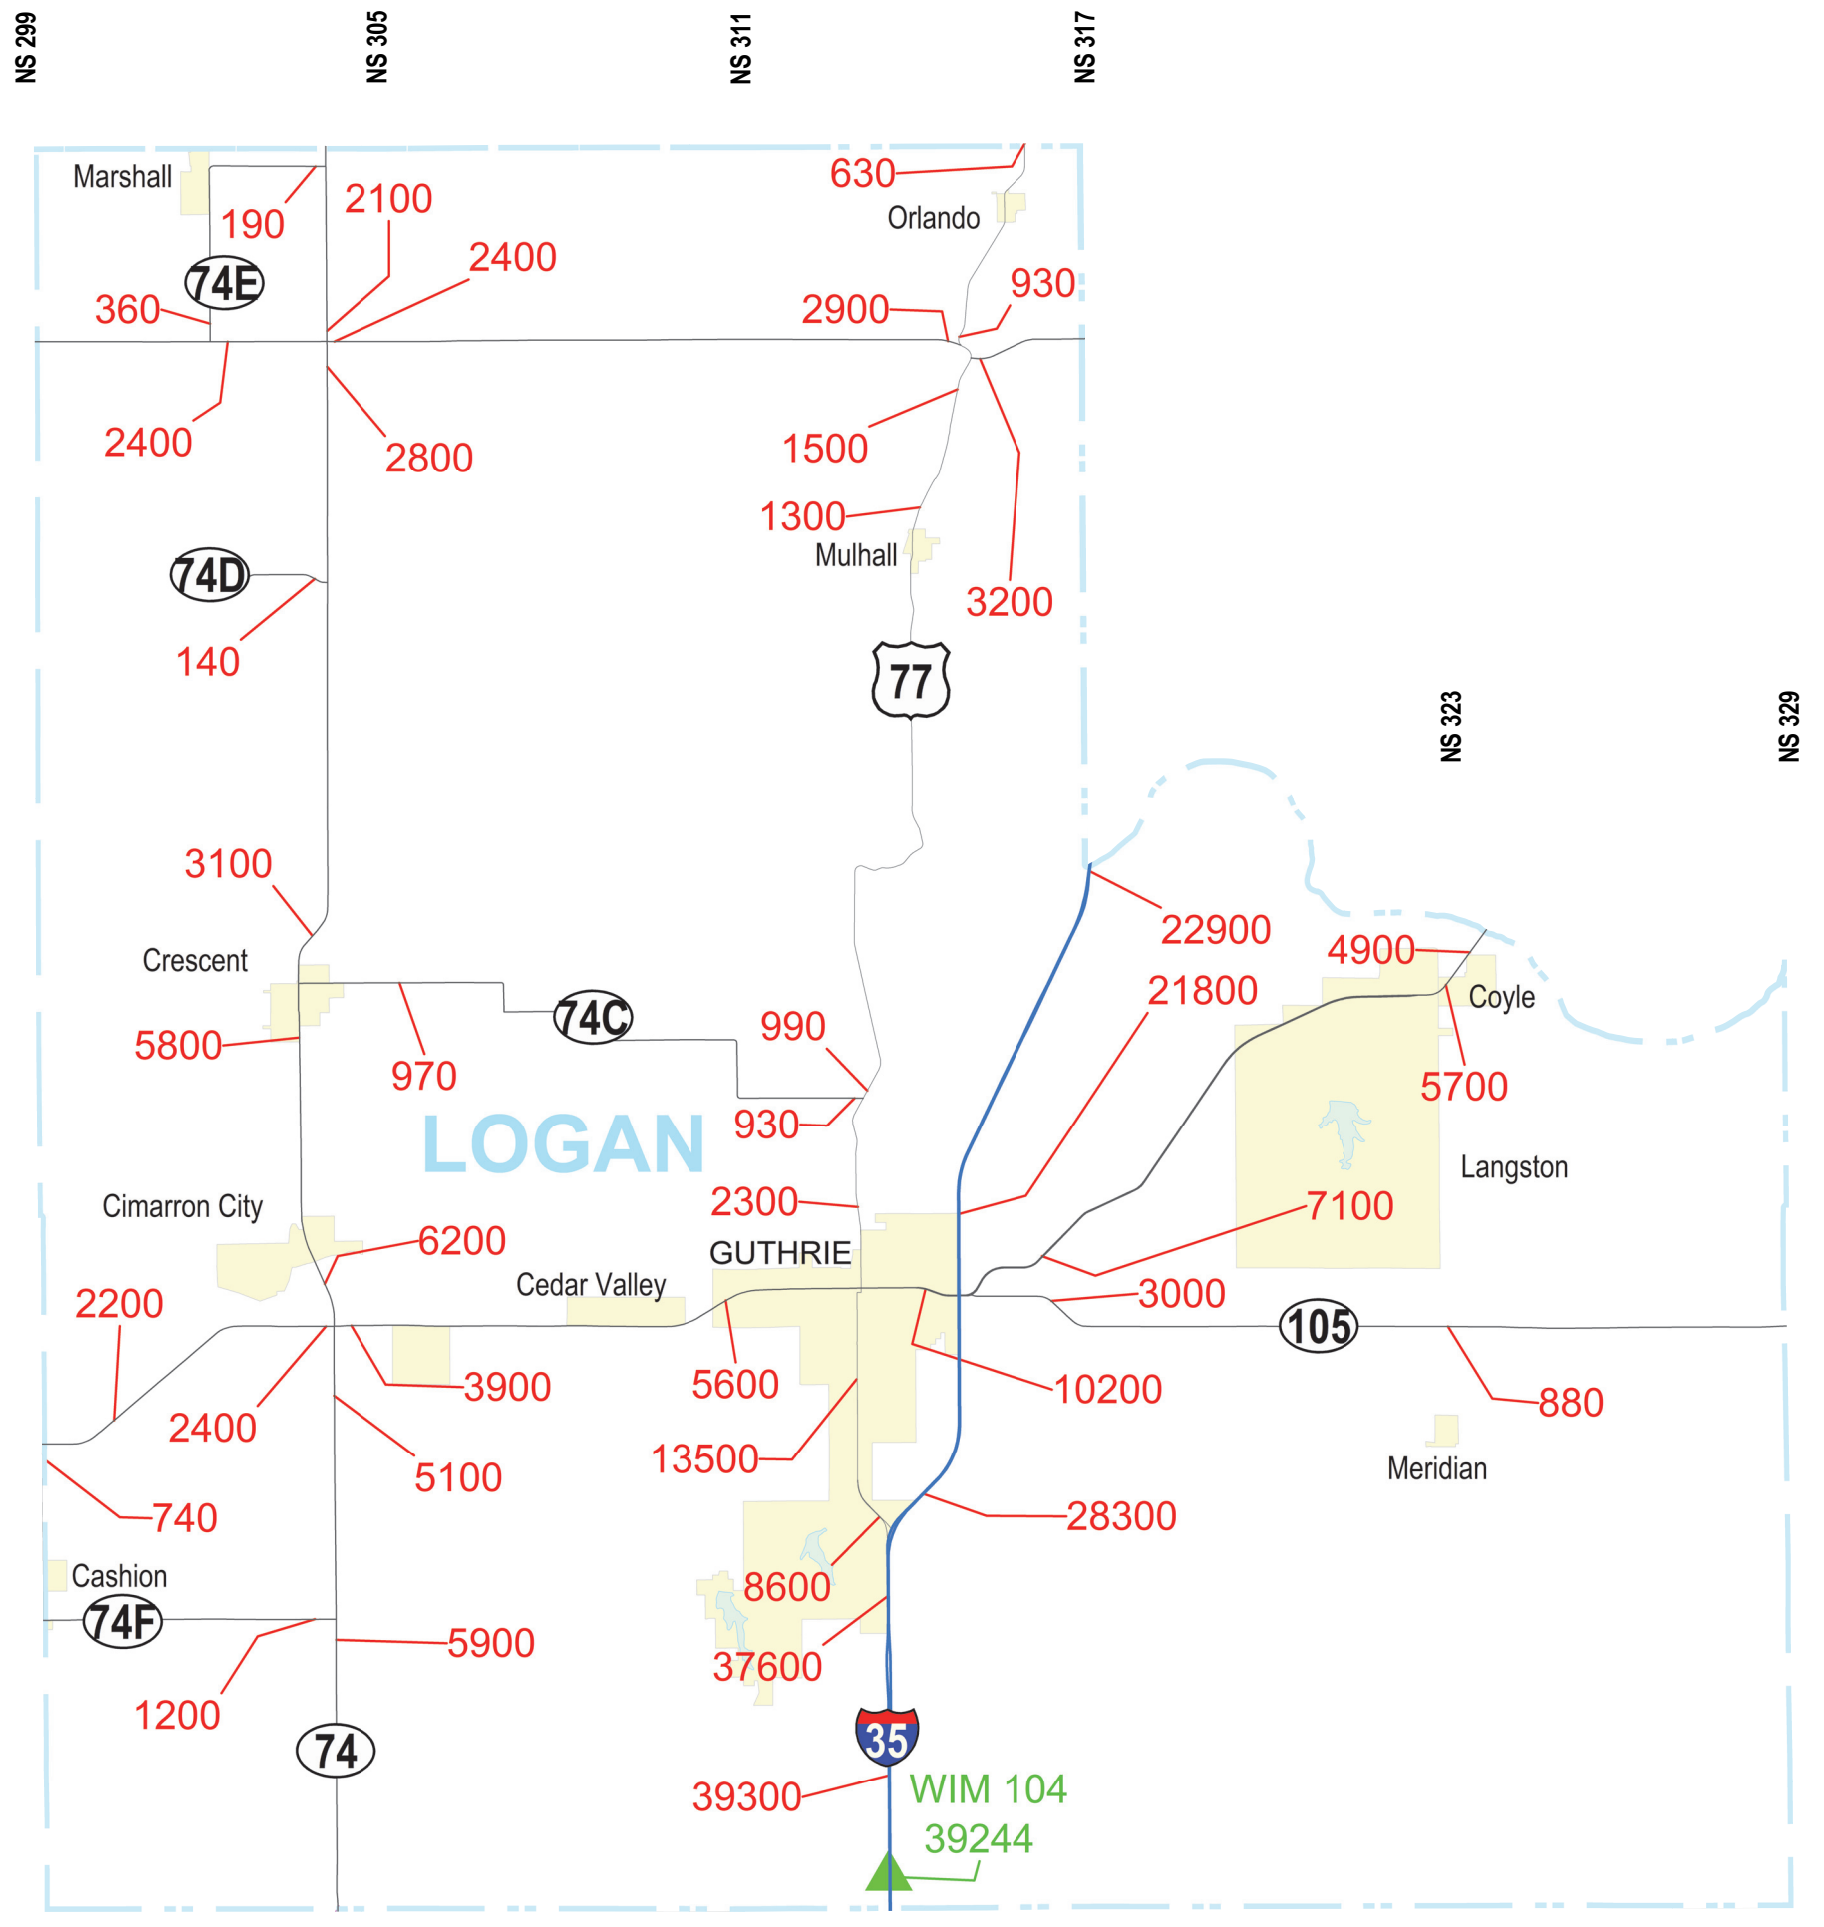 NS 299
NS 305
NS 311
NS 317
Marshall
630
190
2100
Orlando
2400
74E
930
360
2900
2400
2800
1500
1300
Mulhall
74D
3200
140
77
NS 323
NS 329
3100
22900
Crescent
4900
21800
Coyle
74C
990
5800
970
5700
930
LOGAN
Langston
2300
7100
Cimarron City
6200
GUTHRIE
Cedar Valley
2200
3000
105
5600
3900
10200
880
2400
13500
5100
Meridian
740
28300
Cashion
8600
74F
5900
37600
1200
35
74
39300
WIM 104
39244